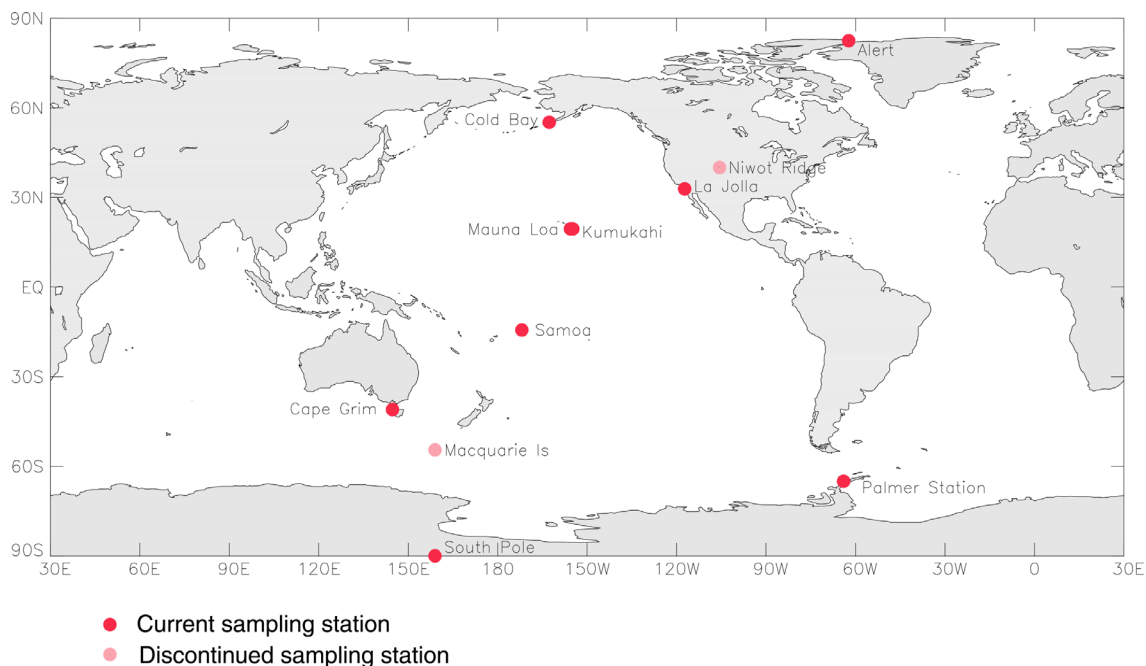 90N
Alert
60N
Cold Bay
Niwot Ridge
La Jolla
30N
Mauna Loa
Kumukahi
EQ
Samoa
30S
Cape Grim
Macquarie Is
60S
Palmer Station
South Pole
90S
30E 60E 90E 120E 150E 180 150W 120W 90W 60W 30W 0 30E
Current sampling station
Discontinued sampling station